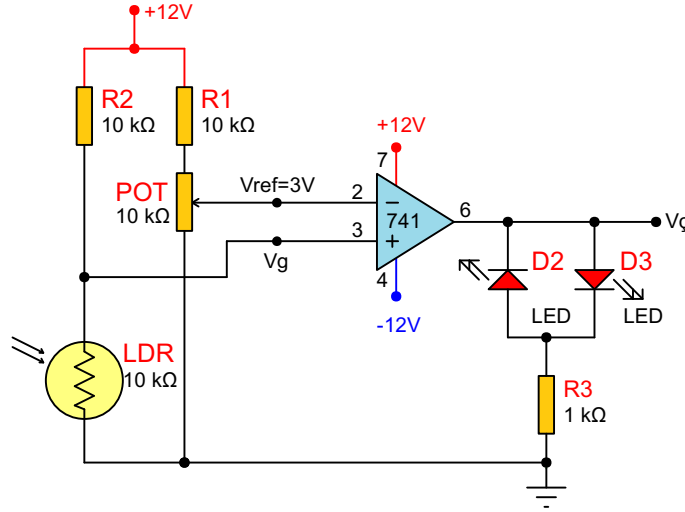 +12V
R2
10 kΩ
R1
10 kΩ
POT
10 kΩ
Vref=3V
Vg
+12V
7
2
3
741
6
4
-12V
Vç
D2
D3
LED
LED
LDR
10 kΩ
R3
1 kΩ